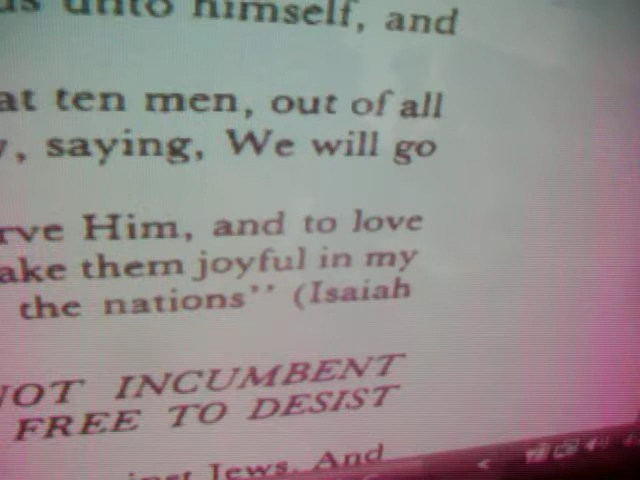 unto himself, and
at ten men, out of all
, saying, We will go
rve Him, and to love
ake them joyful in my
the nations" (Isaiah
NOT INCUMBENT
FREE TO DESIST
inst Jews. And